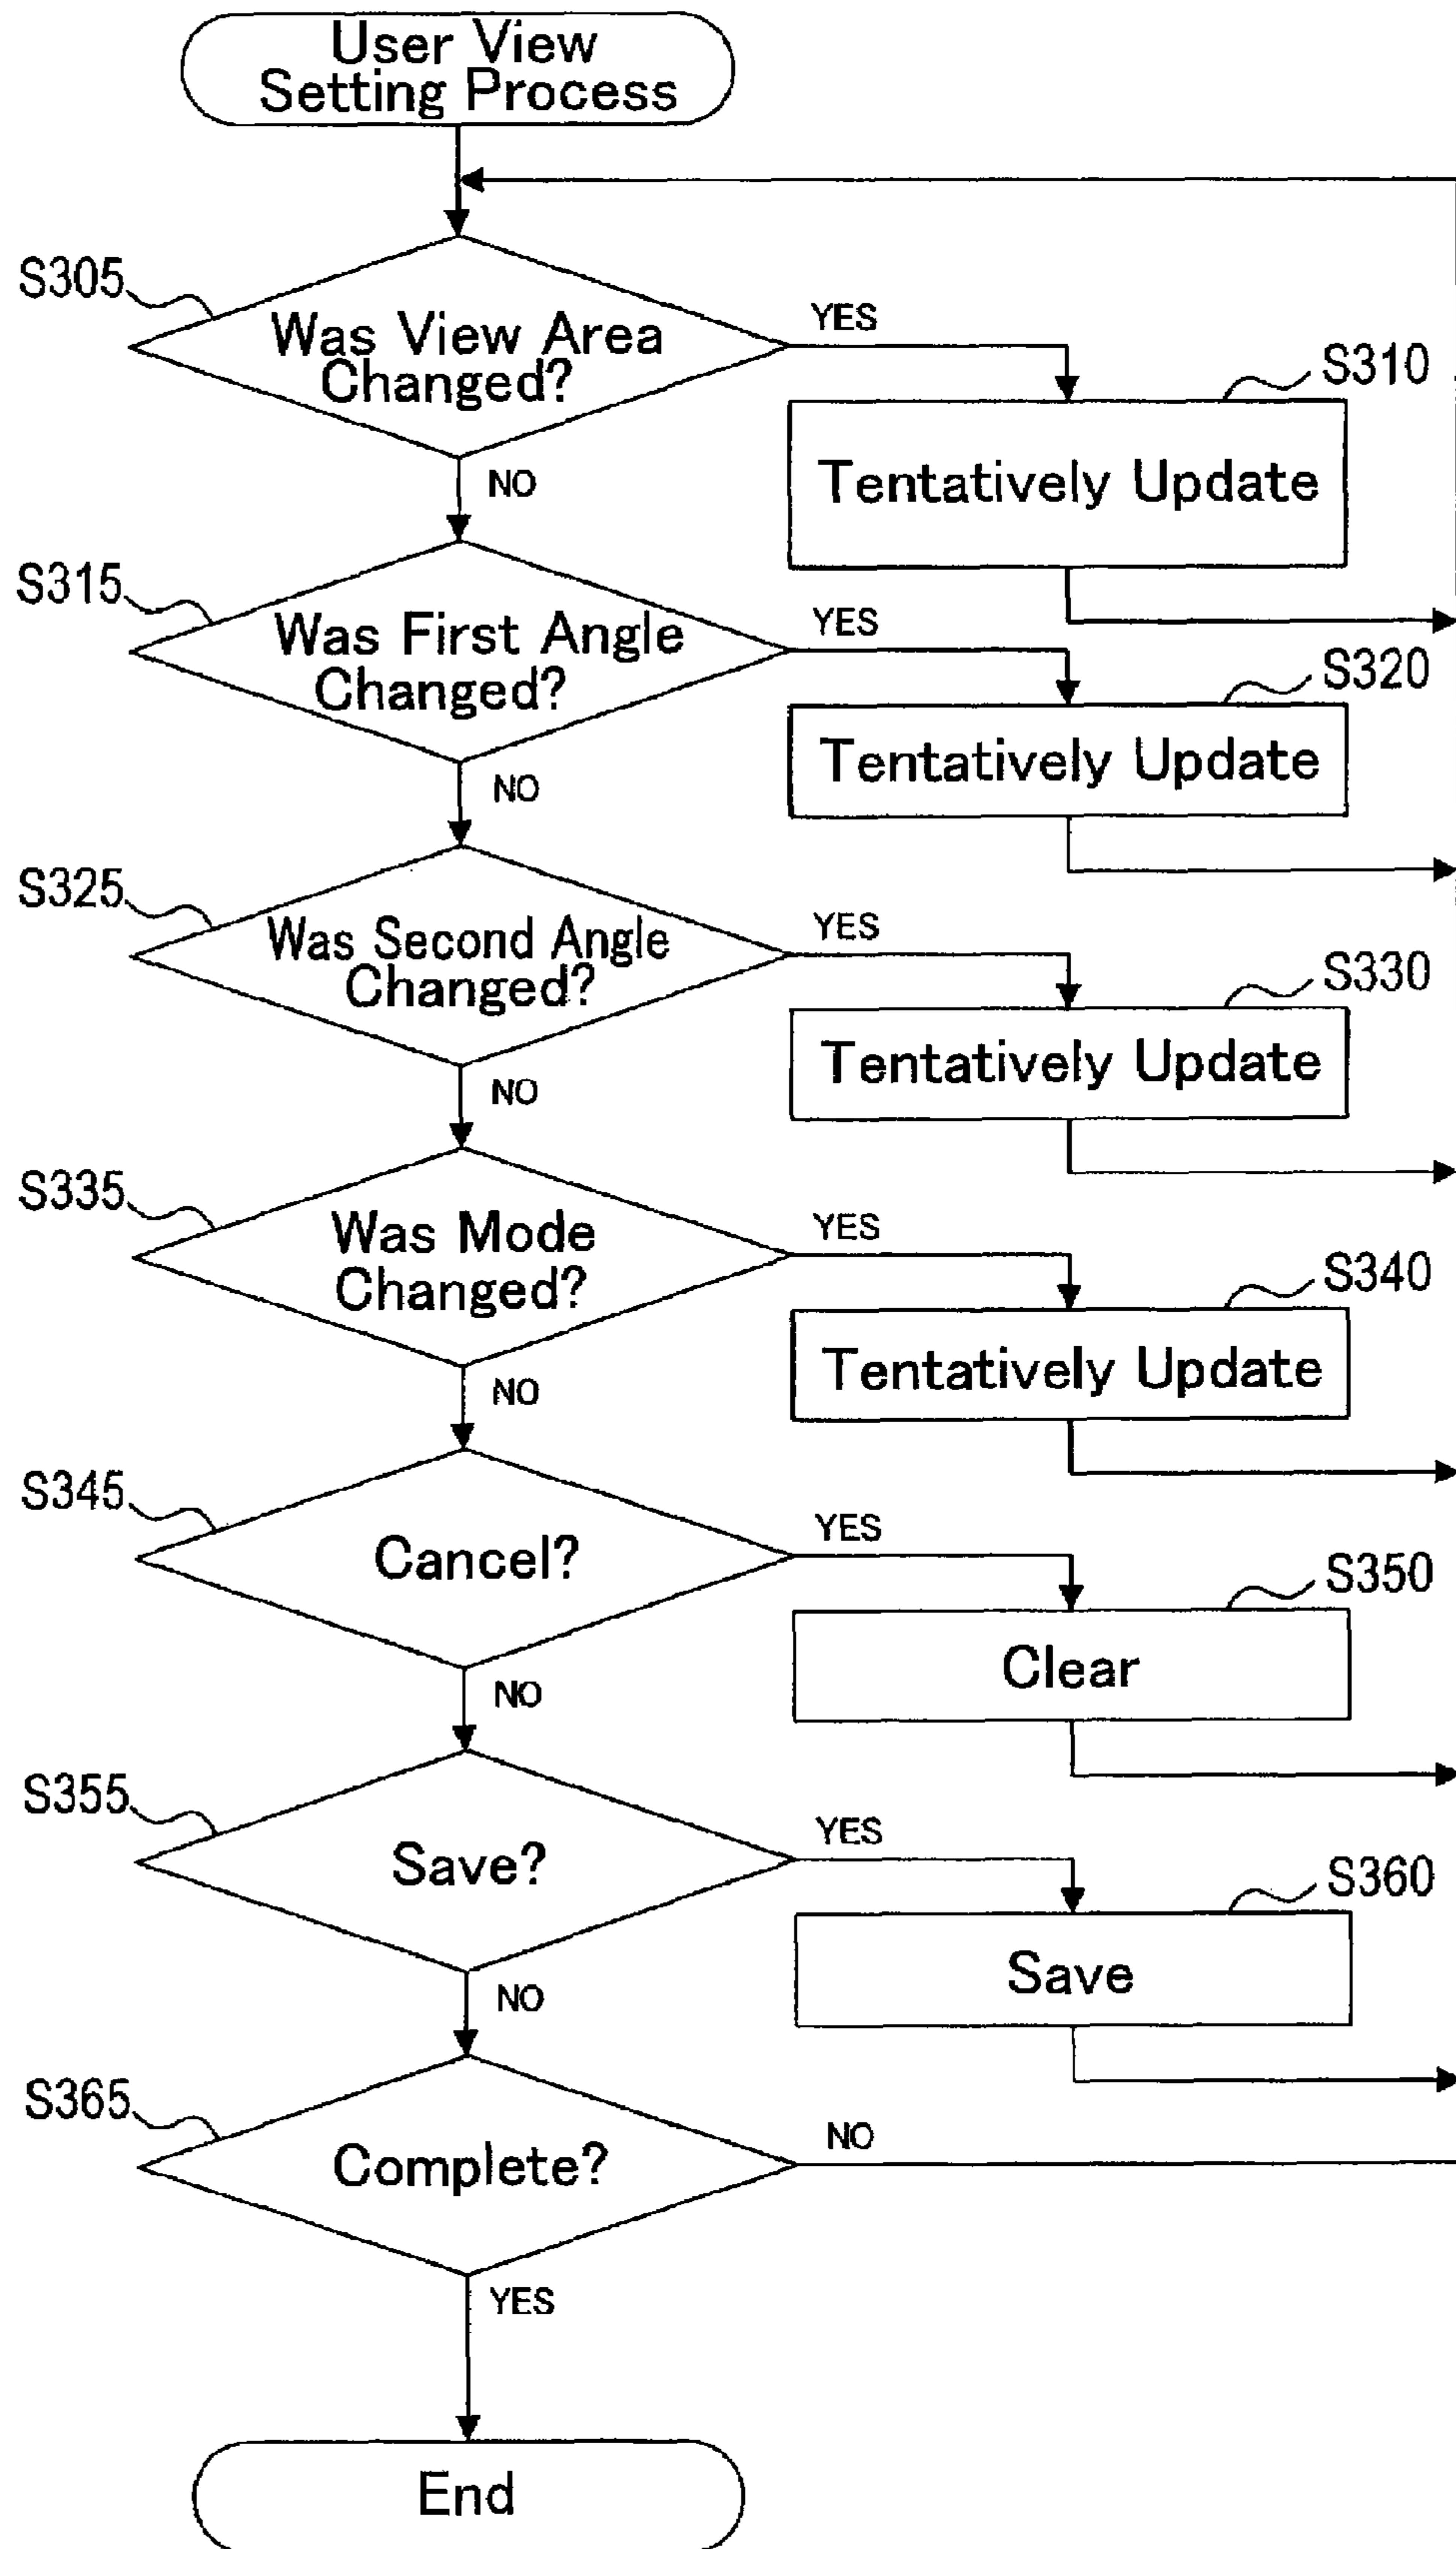 User View
Setting Process
S305
Was View Area
Changed?
YES
S310
Tentatively Update
NO
S315
Was First Angle
Changed?
YES
S320
Tentatively Update
NO
S325
Was Second Angle
Changed?
YES
S330
Tentatively Update
NO
S335
Was Mode
Changed?
YES
S340
Tentatively Update
NO
S345
Cancel?
YES
S350
Clear
NO
S355
Save?
YES
S360
Save
NO
S365
Complete?
NO
YES
End